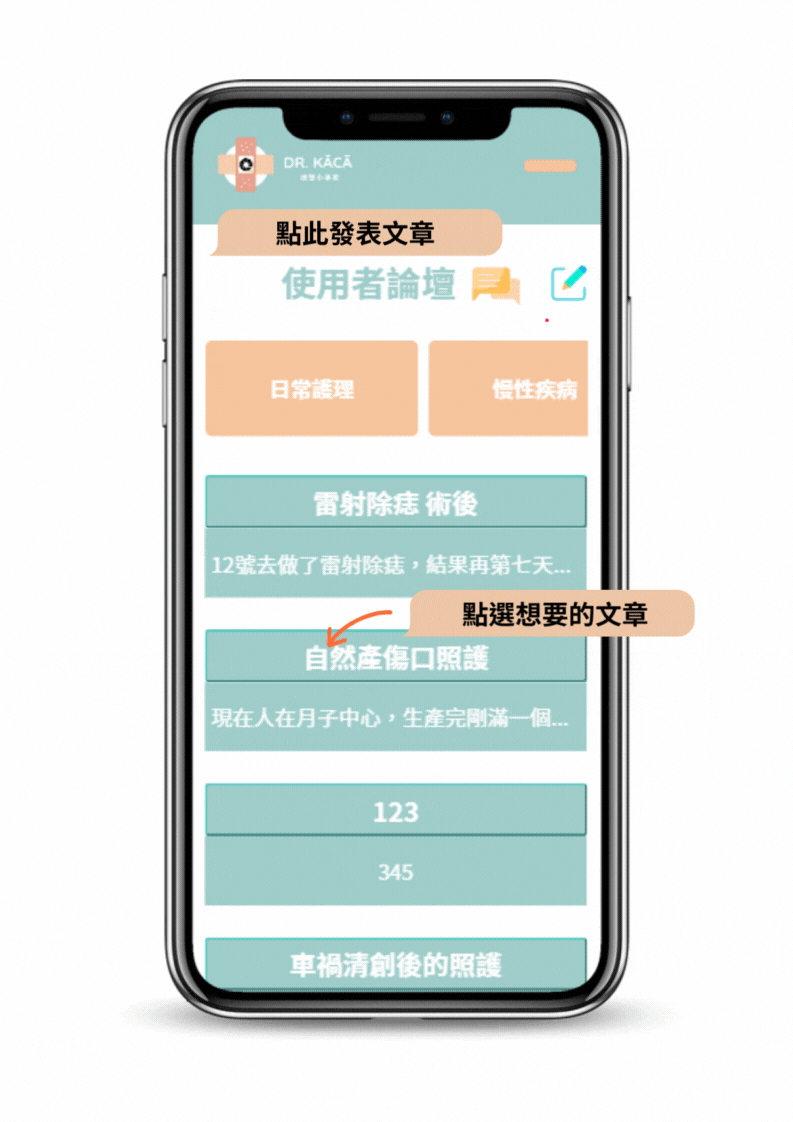 DR. KĀCĀ
點此發表文章
使用者論壇
日常護理
慢性疾病
雷射除痣 術後
12號去做了雷射除痣，結果再第七天...
點選想要的文章
自然產傷口照護
現在人在月子中心，生產完剛滿一個...
123
345
車禍清創後的照護